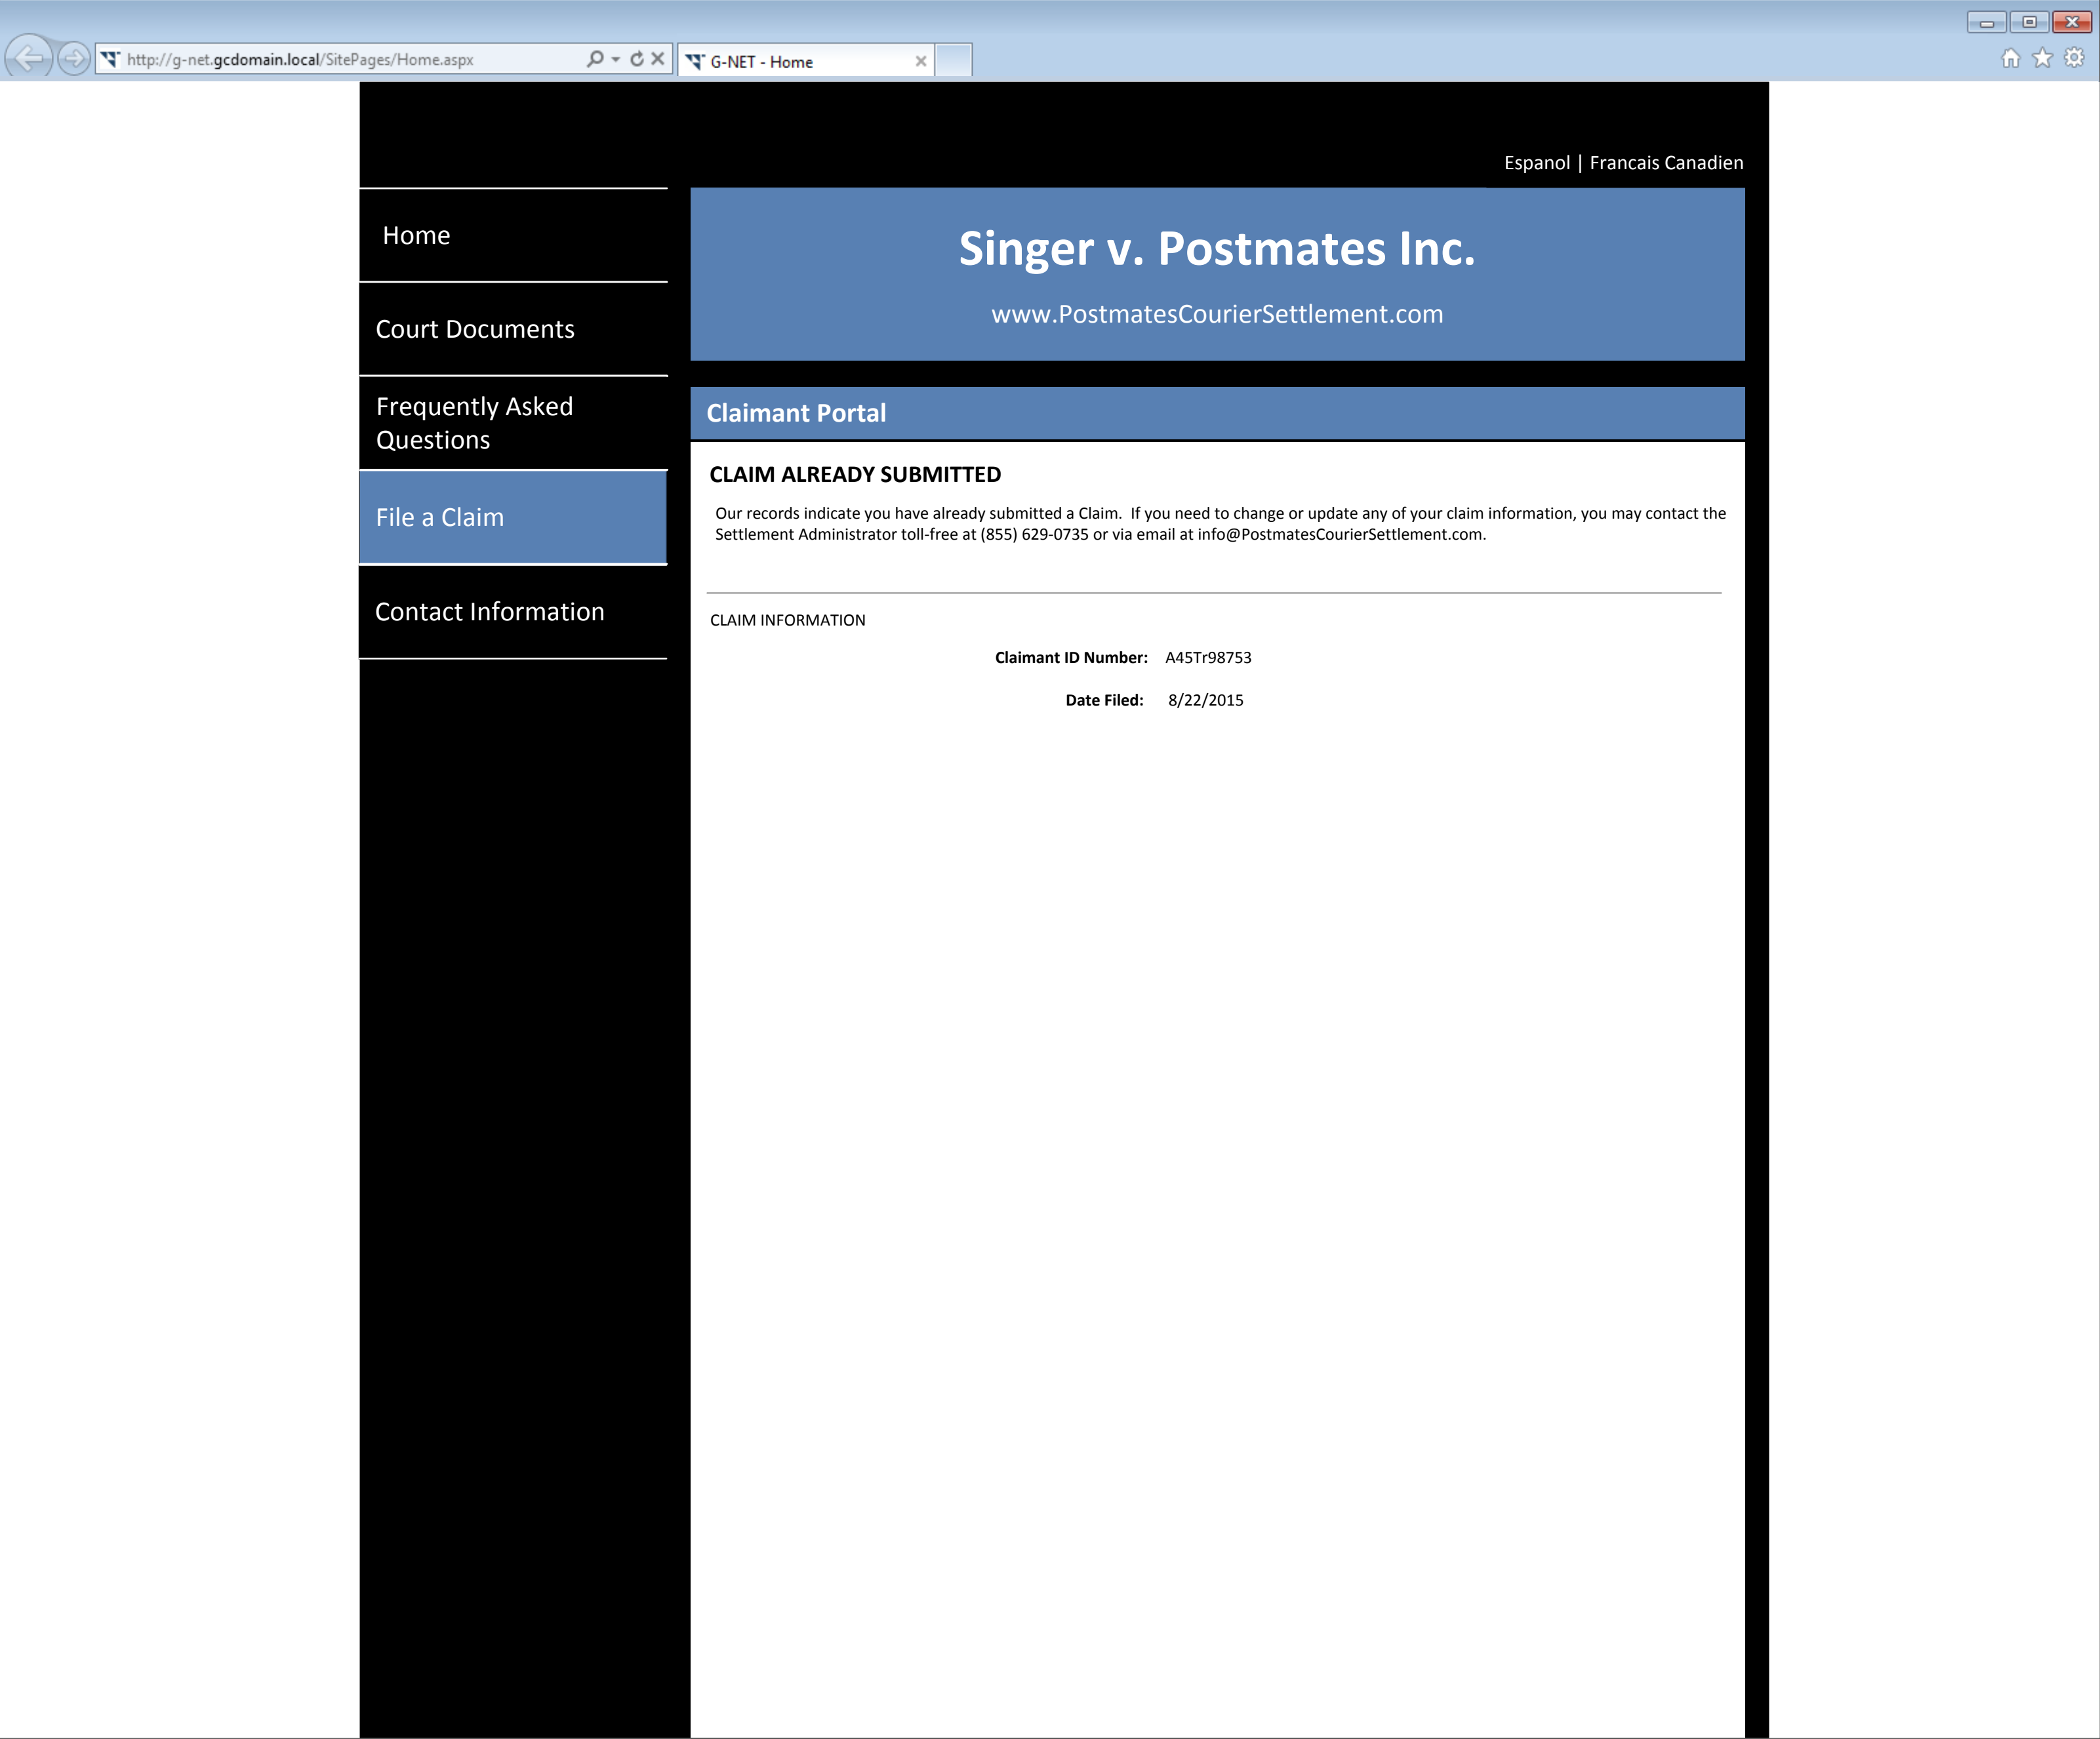 http://g-net.gcdomain.local/SitePages/Home.aspx
G-NET - Home
Espanol | Francais Canadien
Home
Court Documents
Frequently Asked
Questions
File a Claim
Contact Information
Singer v. Postmates Inc.
www.PostmatesCourierSettlement.com
Claimant Portal
CLAIM ALREADY SUBMITTED
Our records indicate you have already submitted a Claim.  If you need to change or update any of your claim information, you may contact the
Settlement Administrator toll-free at (855) 629-0735 or via email at info@PostmatesCourierSettlement.com.
CLAIM INFORMATION
Claimant ID Number: A45Tr98753
Date Filed: 8/22/2015